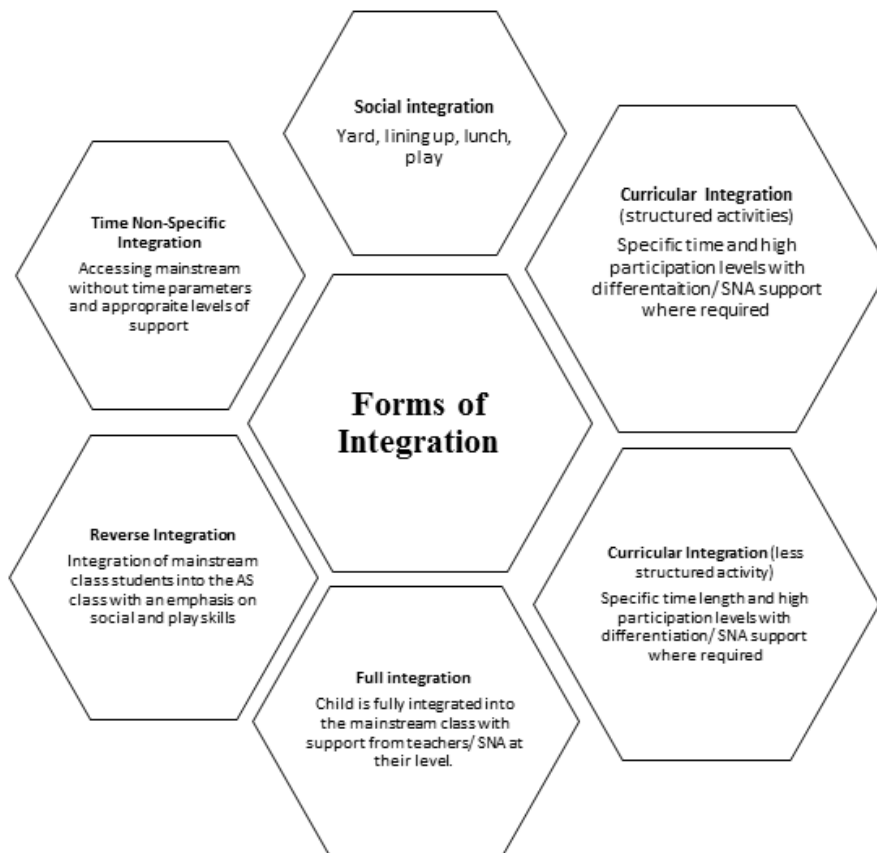 Social integration
Yard, lining up, lunch,
play
Curricular Integration
(structured activities)
Specific time and high
participation levels with
differentaition/ SNA support
where required
Time Non-Specific
Integration
Accessing mainstream
without time parameters
and appropraite levels of
support
Forms of
Integration
Reverse Integration
Integration of mainstream
class students into the AS
class with an emphasis on
social and play skills
Curricular Integration (less
structured activity)
Specific time length and high
participation levels with
differentiation/ SNA support
where required
Full integration
Child is fully integrated into
the mainstream class with
support from teachers/ SNA at
their level.